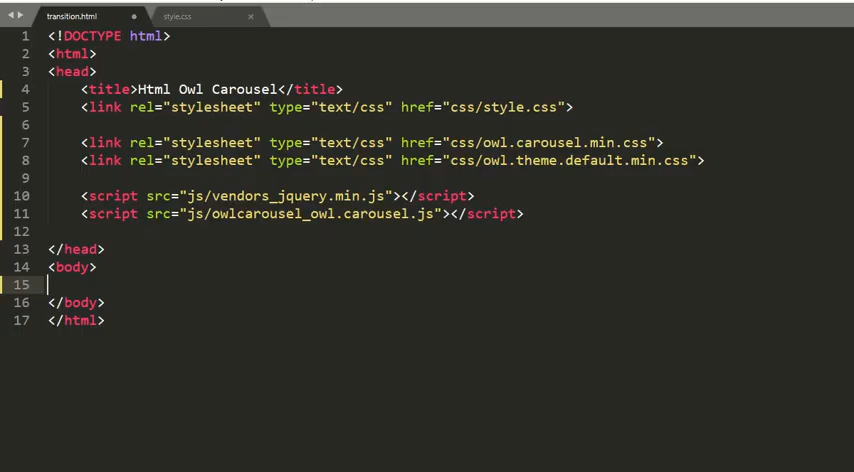 transition.html
style.css
1 <!DOCTYPE html>
2 <html>
3 <head>
4 <title>Html Owl Carousel</title>
5 <link rel="stylesheet" type="text/css" href="css/style.css">
6
7 <link rel="stylesheet" type="text/css" href="css/owl.carousel.min.css">
8 <link rel="stylesheet" type="text/css" href="css/owl.theme.default.min.css">
9
10 <script src="js/vendors_jquery.min.js"></script>
11 <script src="js/owlcarousel_owl.carousel.js"></script>
12
13 </head>
14 <body>
15
16 </body>
17 </html>